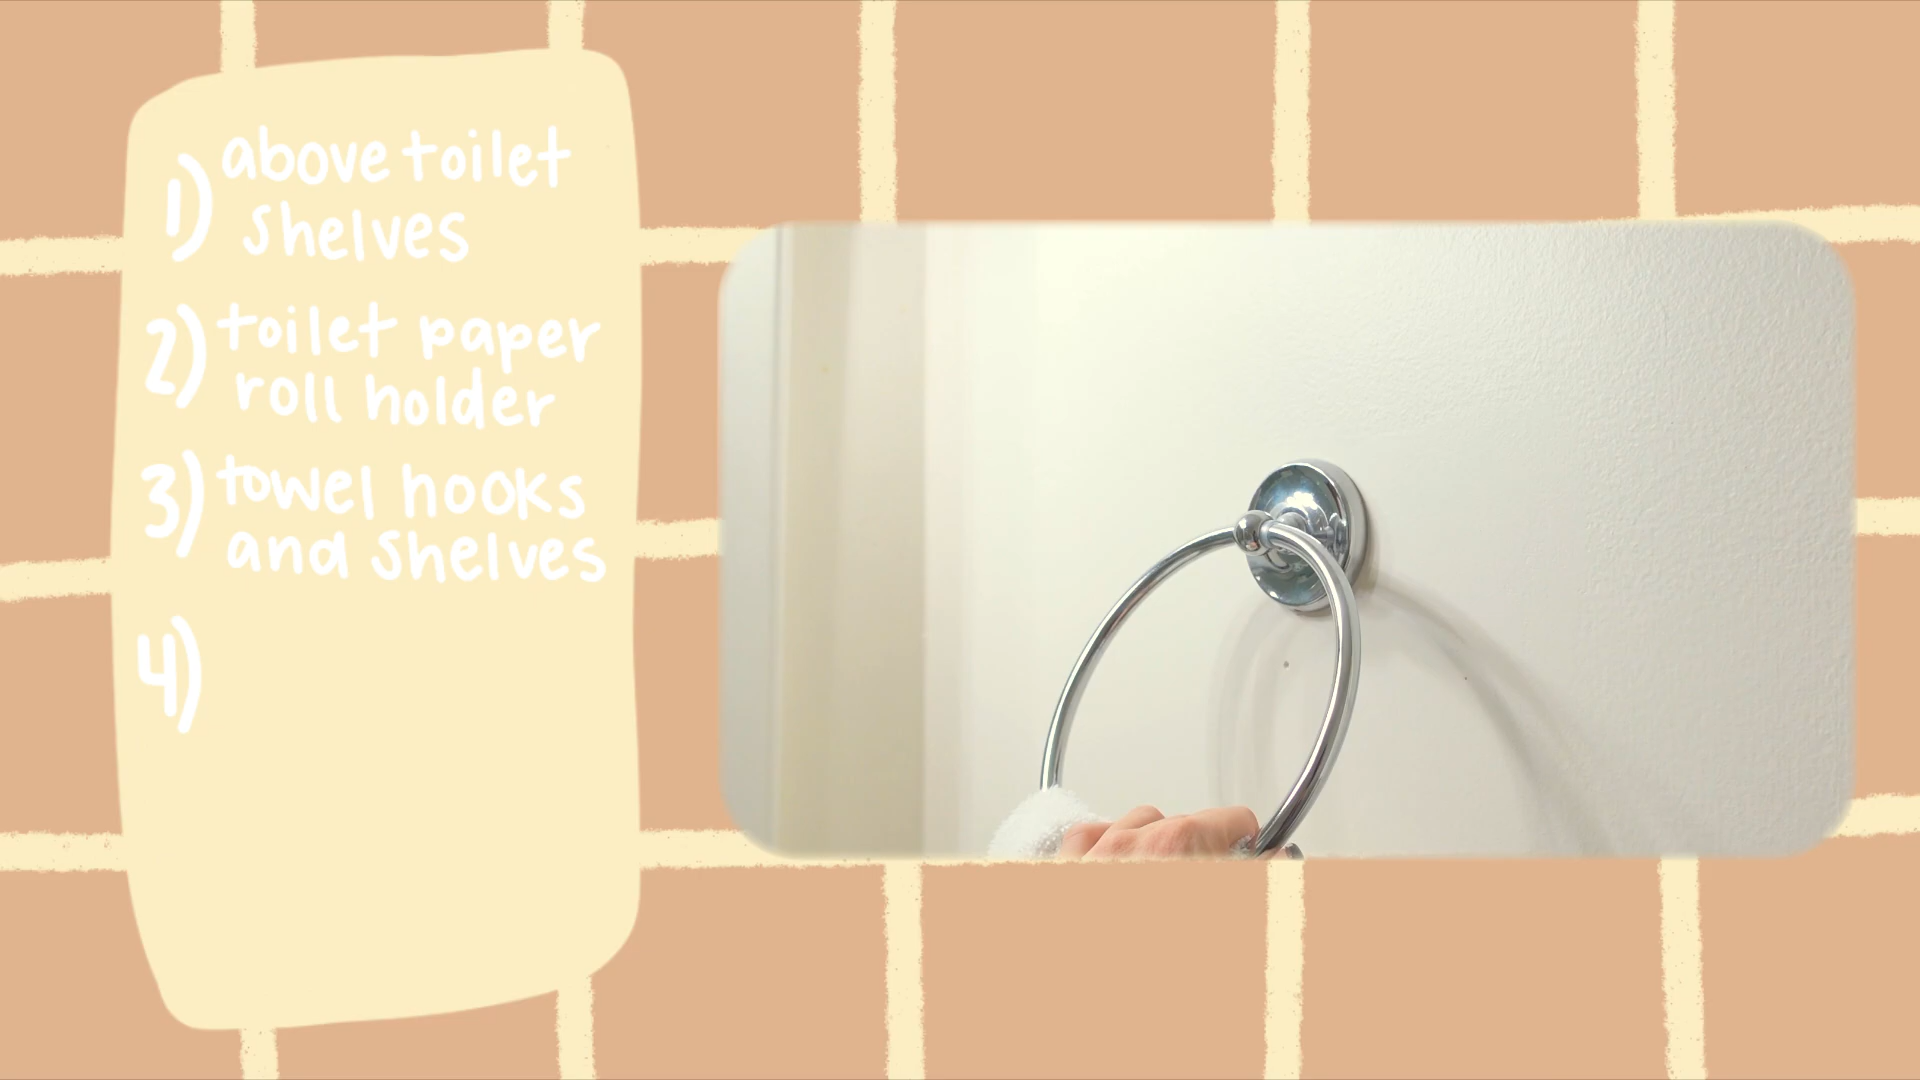 1) above toilet
shelves
2) toilet paper
roll holder
3) towel hooks
and shelves
4)